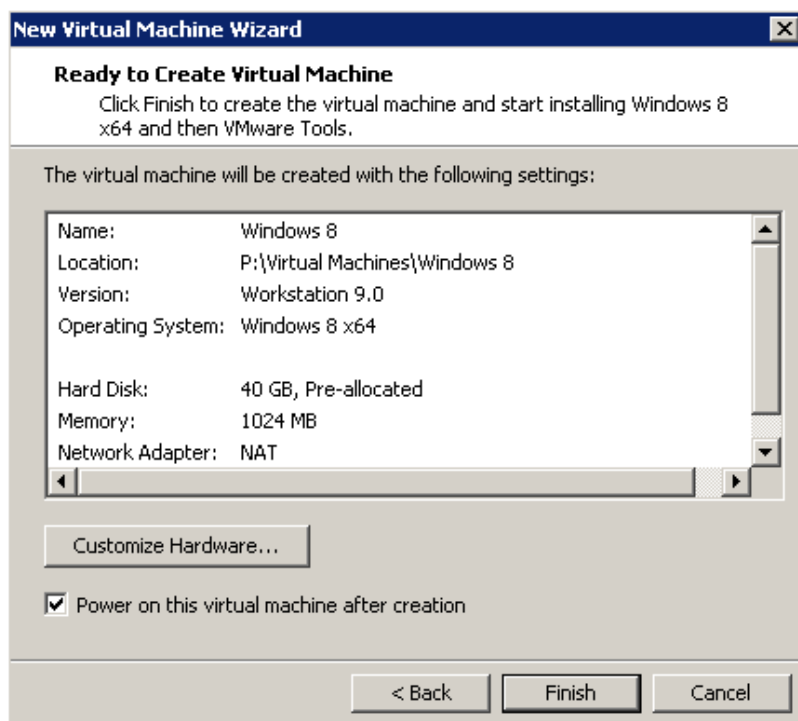 New Virtual Machine Wizard
Ready to Create Virtual Machine
Click Finish to create the virtual machine and start installing Windows 8
x64 and then VMware Tools.
The virtual machine will be created with the following settings:
Name: Windows 8
Location: P:\Virtual Machines\Windows 8
Version: Workstation 9.0
Operating System: Windows 8 x64
Hard Disk: 40 GB, Pre-allocated
Memory: 1024 MB
Network Adapter: NAT
Customize Hardware...
Power on this virtual machine after creation
< Back Finish Cancel